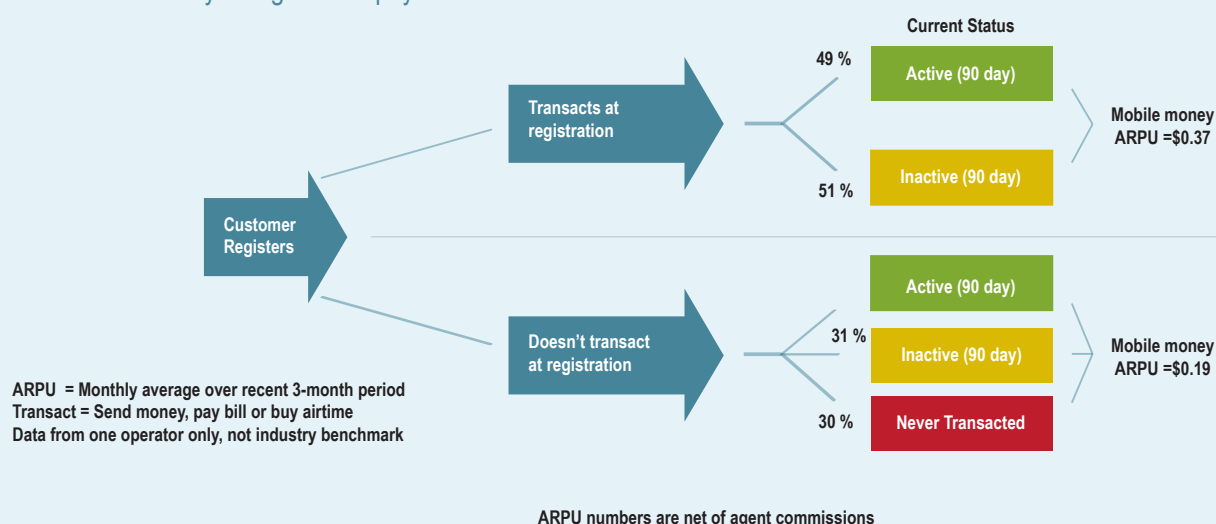 Current Status
49 %
Active (90 day)
Transacts at
registration
Mobile money
ARPU =$0.37
51 %
Inactive (90 day)
Customer
Registers
Active (90 day)
Doesn't transact
at registration
31 %
Inactive (90 day)
Mobile money
ARPU =$0.19
30 %
Never Transacted
ARPU = Monthly average over recent 3-month period
Transact = Send money, pay bill or buy airtime
Data from one operator only, not industry benchmark
ARPU numbers are net of agent commissions